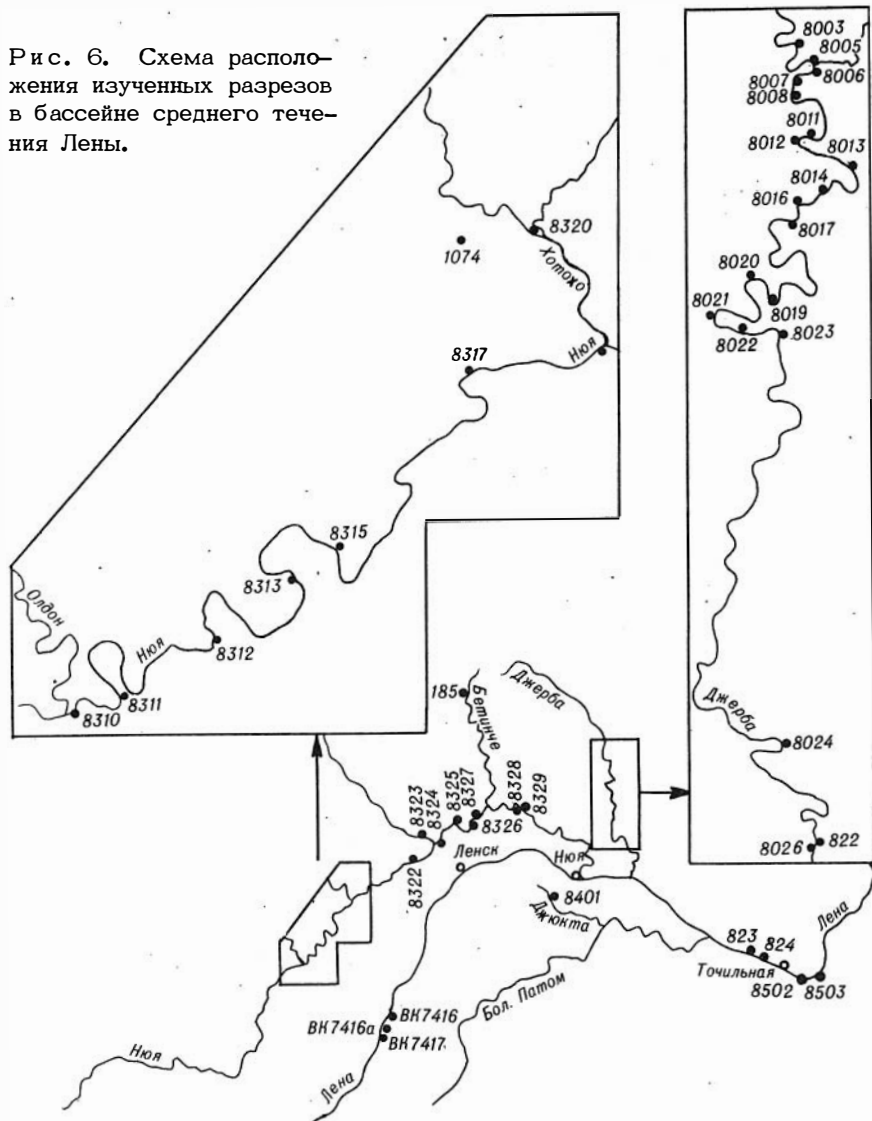 Рис. 6. Схема располо-
жения изученных разрезов
в бассейне среднего тече-
ния Лены.
8320
1074
Хотохо
8317
Нюя
8315
8313
Олдон
Нюя
8312
8311
8310
8003
8005
8006
8007
8008
8011
8012
8013
8014
8016
8017
8020
8019
8021
8022
8023
Джерба
8024
822
8026
185
Бетинче
Джерба
8323
8324
8325
8327
8328
8329
8326
8322
Ленск
Нюя
8401
Джюкта
823
824
Лена
Точильная
8502
8503
Бол. Патом
ВК7416
ВК7416а
ВК7417
Нюя
Лена